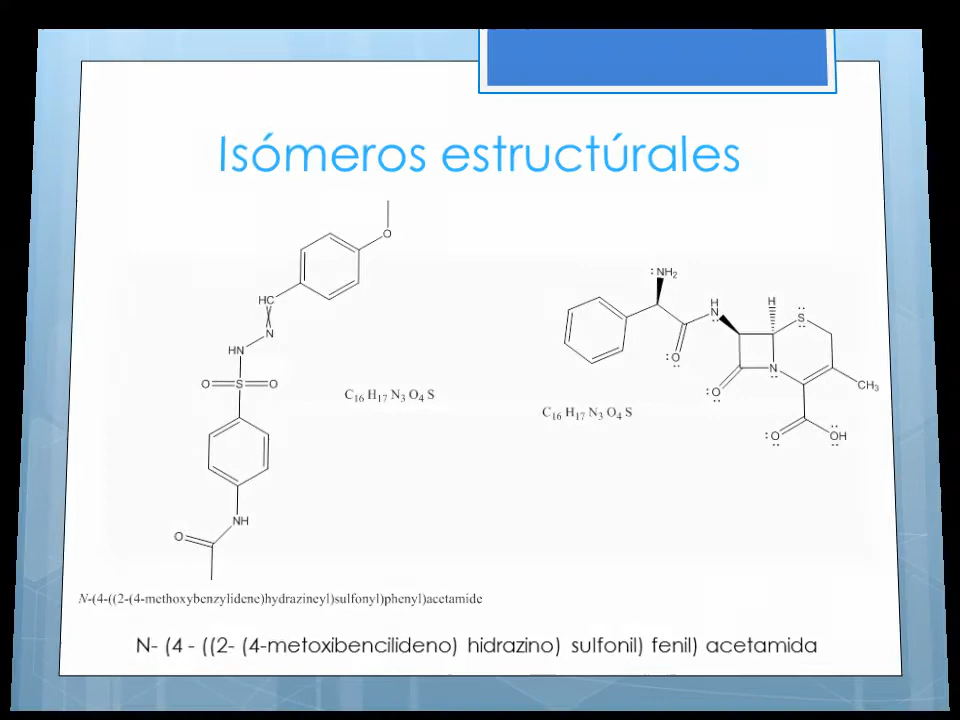 Isómeros estructúrales
O
HC
N
HN
O S O
C16 H17 N3 O4 S
NH
O
:NH2
H
N
H
S
O
O
N
CH3
C16 H17 N3 O4 S
O
OH
N-(4-((2-(4-methoxybenzylidene)hydrazineyl)sulfonyl)phenyl)acetamide
N- (4 - ((2- (4-metoxibencilideno) hidrazino) sulfonil) fenil) acetamida